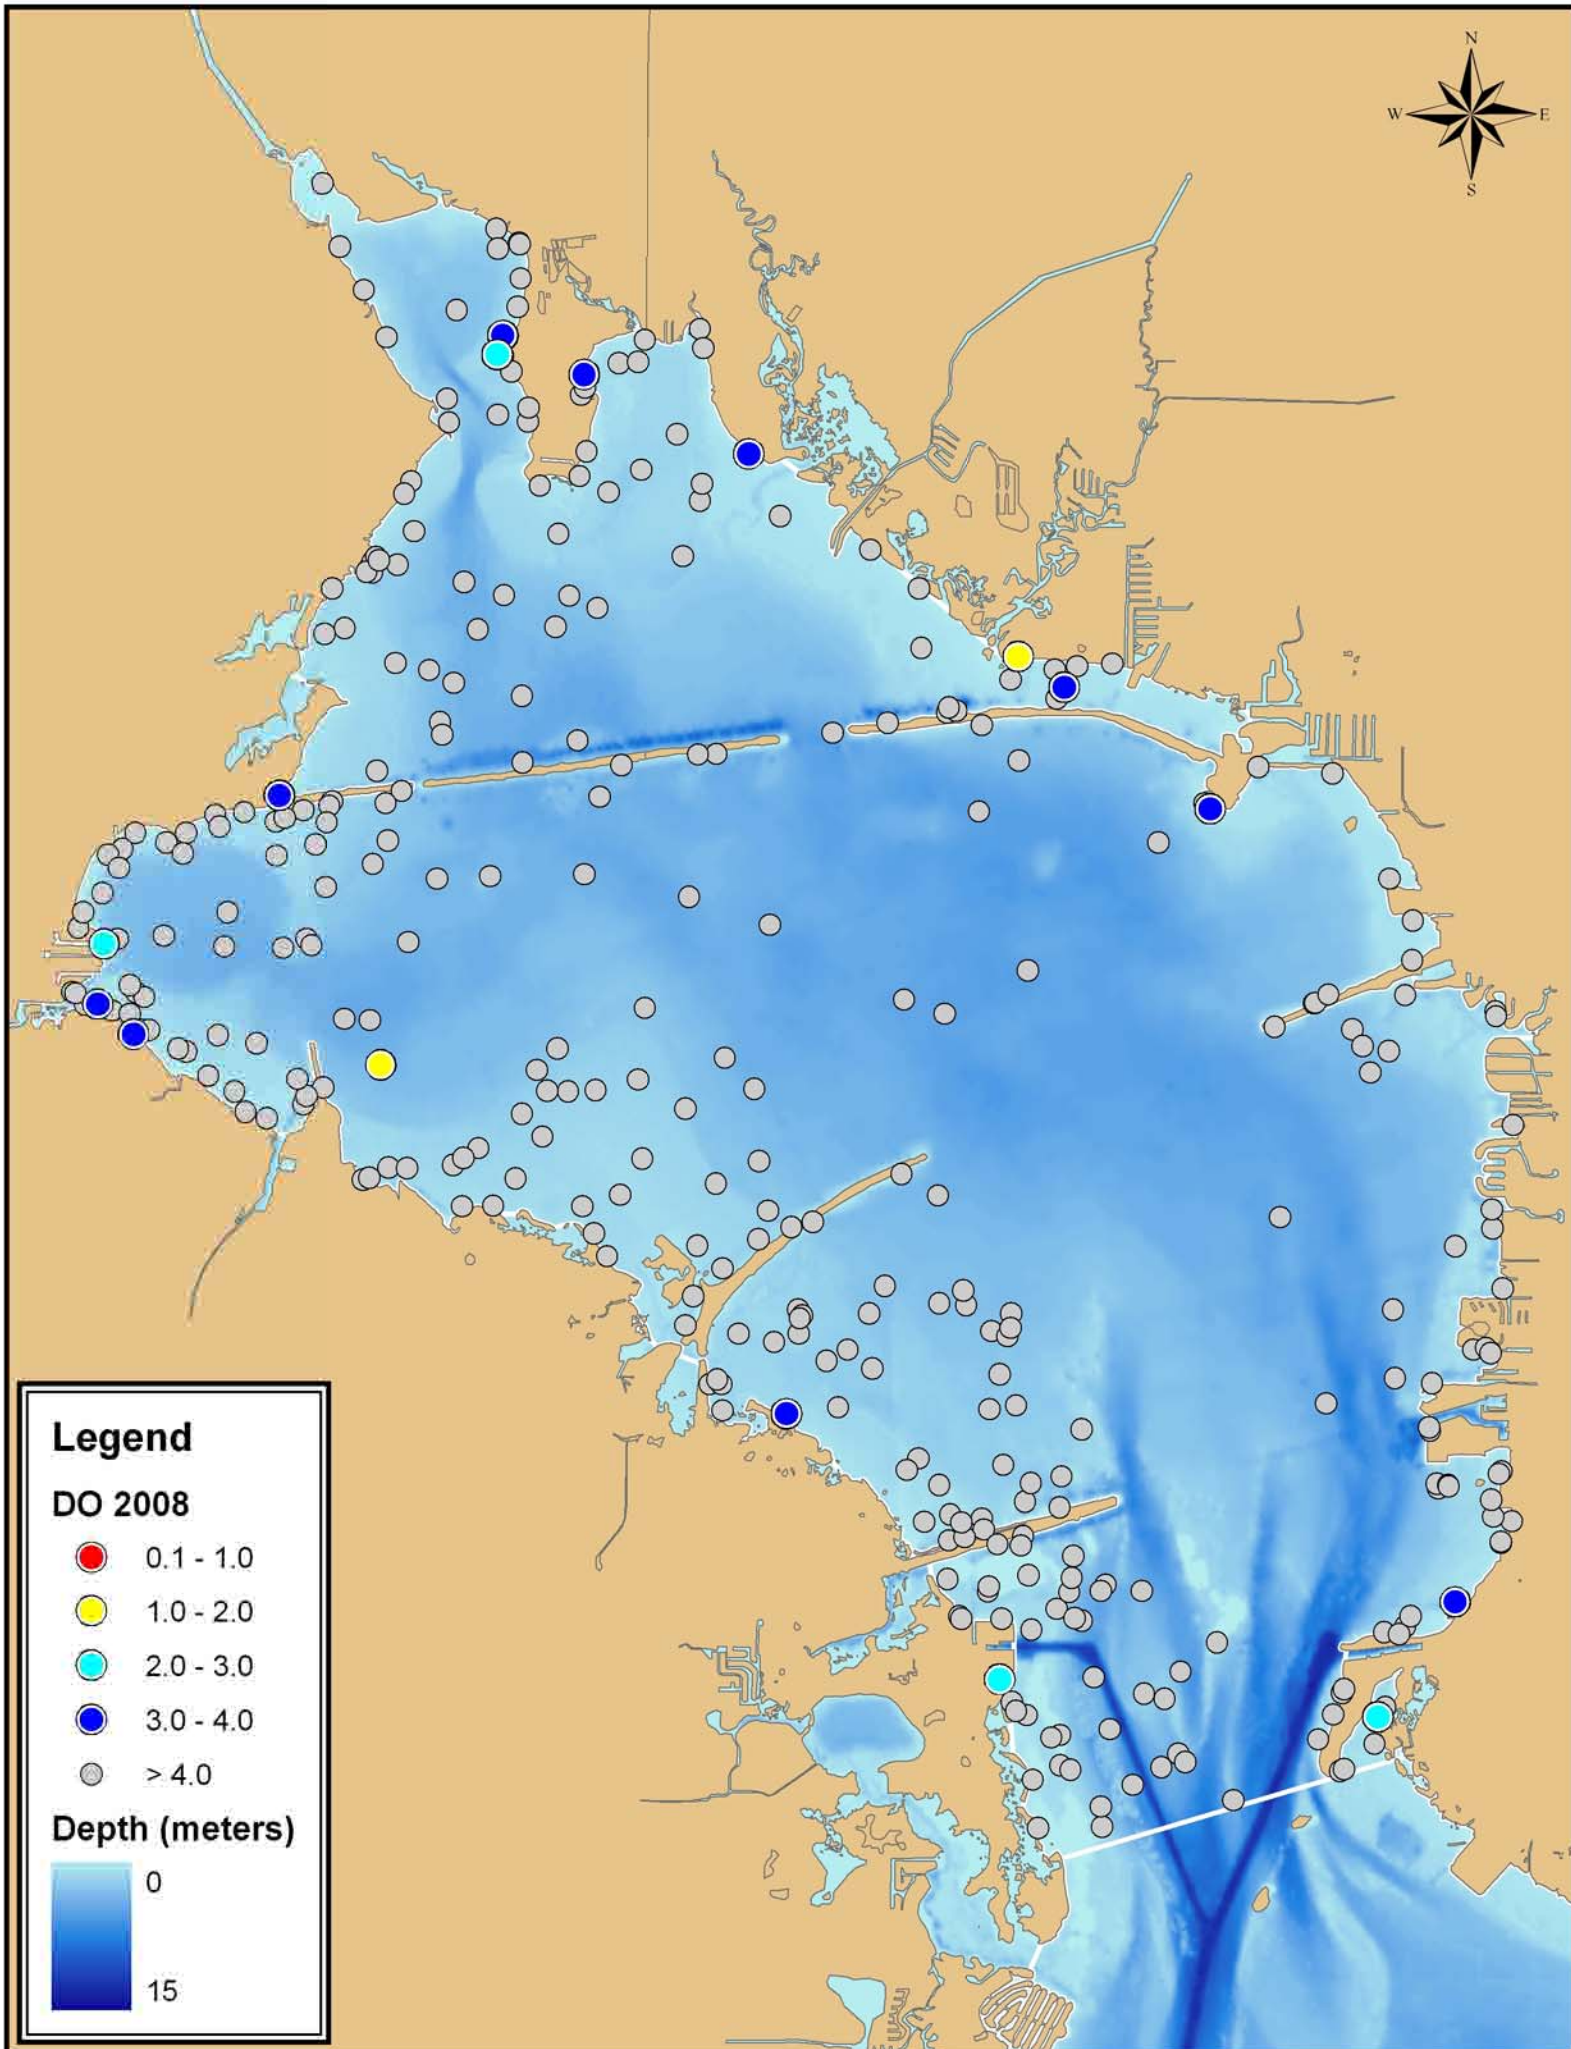 N
W E
S
Legend
DO 2008
0.1 - 1.0
1.0 - 2.0
2.0 - 3.0
3.0 - 4.0
> 4.0
Depth (meters)
0
15